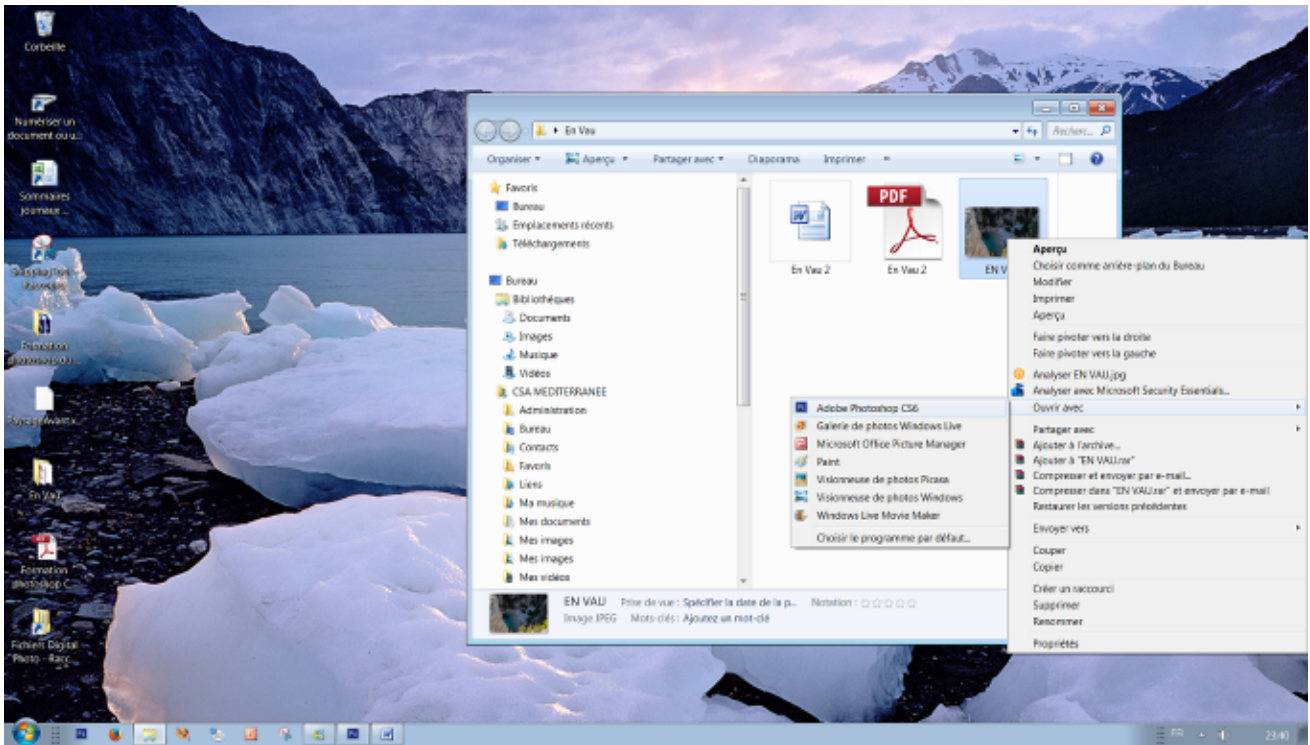 Corbeille
Numériser un
document ou u...
Sommaires
journaux ...
Formation
En Vau
Formation
photoshop C...
Fichiers Digital
Photo - Racc...
En Vau
Recherc...
Organiser
Aperçu
Partager avec
Diaporama
Imprimer
»
Favoris
Bureau
Emplacements récents
Téléchargements
Bureau
Bibliothèques
Documents
Images
Musique
Vidéos
CSA MEDITERRANEE
Administration
Bureau
Contacts
Favoris
Liens
Ma musique
Mes documents
Mes images
Mes images
Mes vidéos
PDF
En Vau 2
En Vau 2
EN V
Aperçu
Choisir comme arrière-plan du Bureau
Modifier
Imprimer
Aperçu
Faire pivoter vers la droite
Faire pivoter vers la gauche
Analyser EN VAU.jpg
Analyser avec Microsoft Security Essentials...
Ouvrir avec
Partager avec
Ajouter à l'archive...
Ajouter à "EN VAU.rar"
Compresser et envoyer par e-mail...
Compresser dans "EN VAU.rar" et envoyer par e-mail
Restaurer les versions précédentes
Envoyer vers
Couper
Copier
Créer un raccourci
Supprimer
Renommer
Propriétés
Adobe Photoshop CS6
Galerie de photos Windows Live
Microsoft Office Picture Manager
Paint
Visionneuse de photos Picasa
Visionneuse de photos Windows
Windows Live Movie Maker
Choisir le programme par défaut...
EN VAU Prise de vue : Spécifier la date de la p... Notation :
Image JPEG Mots-clés : Ajoutez un mot-clé
FR
23:40